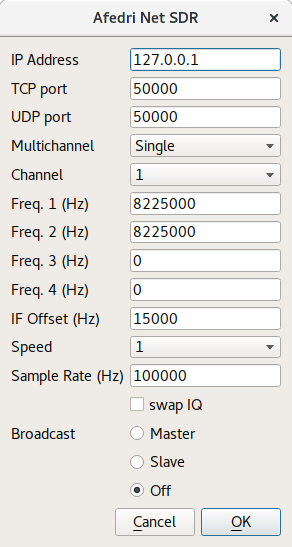 Afedri Net SDR ×
IP Address 127.0.0.1
TCP port 50000
UDP port 50000
Multichannel Single
Channel 1
Freq. 1 (Hz) 8225000
Freq. 2 (Hz) 8225000
Freq. 3 (Hz) 0
Freq. 4 (Hz) 0
IF Offset (Hz) 15000
Speed 1
Sample Rate (Hz) 100000
swap IQ
Broadcast Master
Slave
Off
Cancel OK